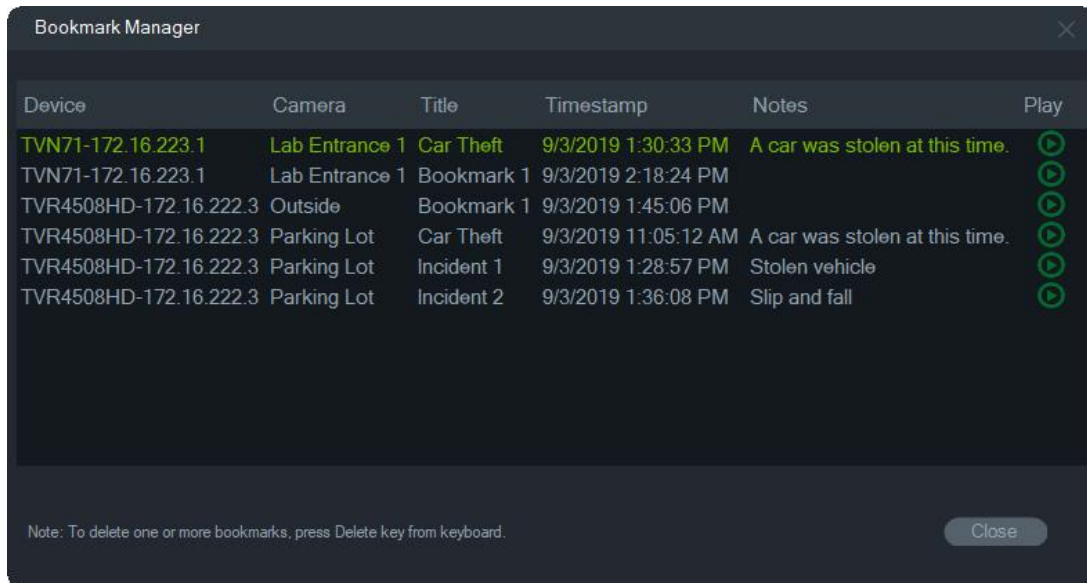 Bookmark Manager
Device Camera Title Timestamp Notes Play
TVN71-172.16.223.1 Lab Entrance 1 Car Theft 9/3/2019 1:30:33 PM A car was stolen at this time.
TVN71-172.16.223.1 Lab Entrance 1 Bookmark 1 9/3/2019 2:18:24 PM
TVR4508HD-172.16.222.3 Outside Bookmark 1 9/3/2019 1:45:06 PM
TVR4508HD-172.16.222.3 Parking Lot Car Theft 9/3/2019 11:05:12 AM A car was stolen at this time.
TVR4508HD-172.16.222.3 Parking Lot Incident 1 9/3/2019 1:28:57 PM Stolen vehicle
TVR4508HD-172.16.222.3 Parking Lot Incident 2 9/3/2019 1:36:08 PM Slip and fall
Note: To delete one or more bookmarks, press Delete key from keyboard.
Close